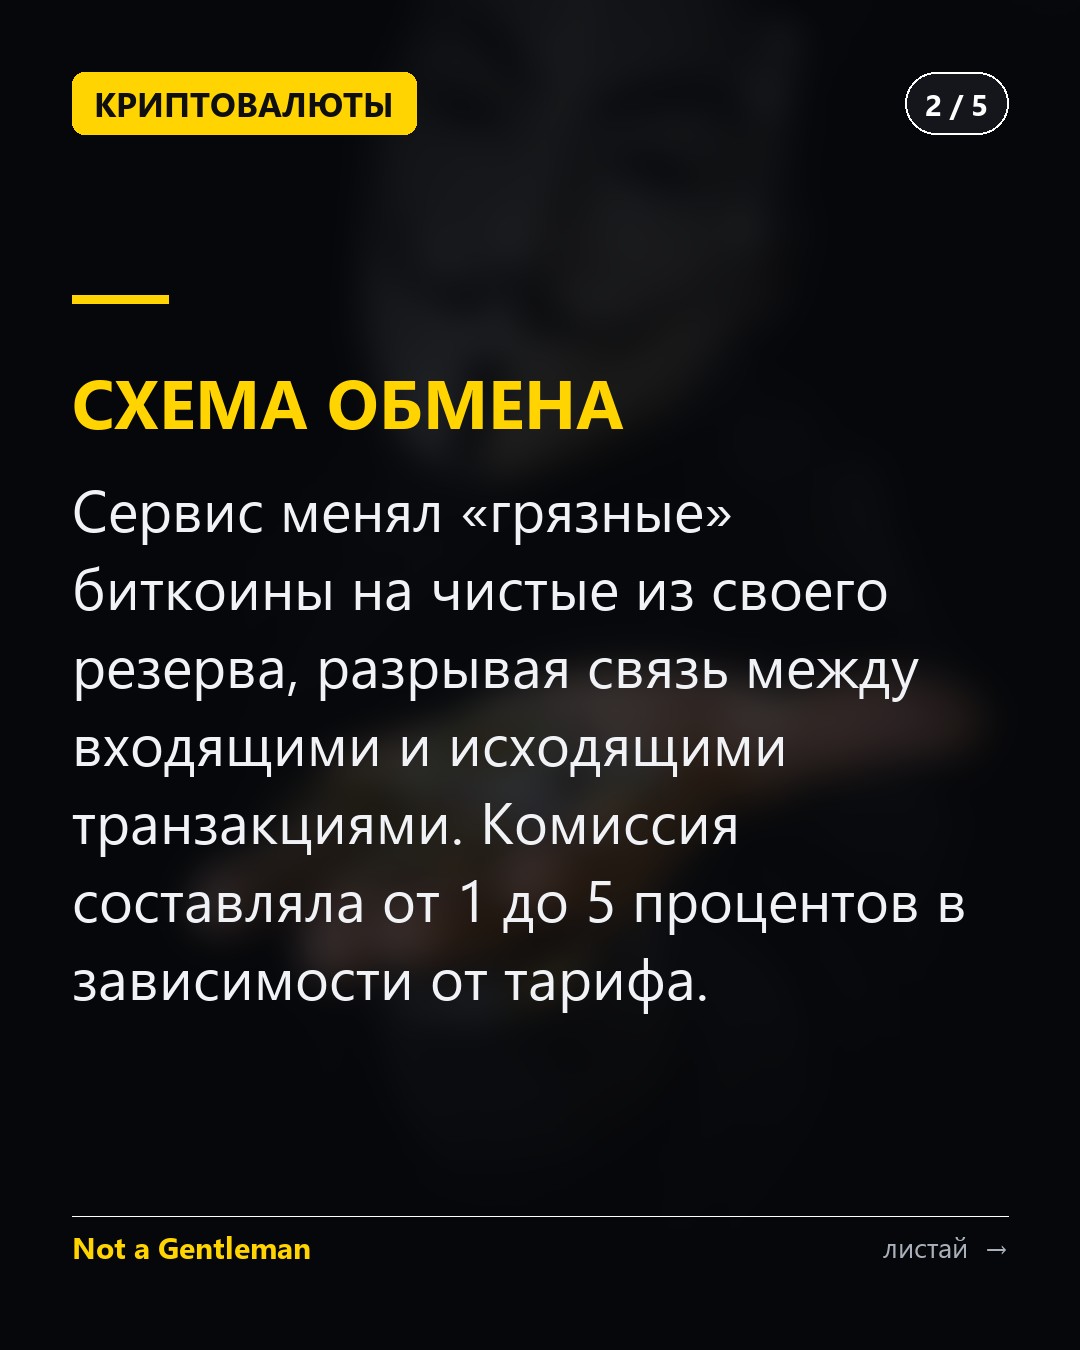 КРИПТОВАЛЮТЫ
2 / 5
СХЕМА ОБМЕНА
Сервис менял «грязные»
биткоины на чистые из своего
резерва, разрывая связь между
входящими и исходящими
транзакциями. Комиссия
составляла от 1 до 5 процентов в
зависимости от тарифа.
Not a Gentleman
листай →